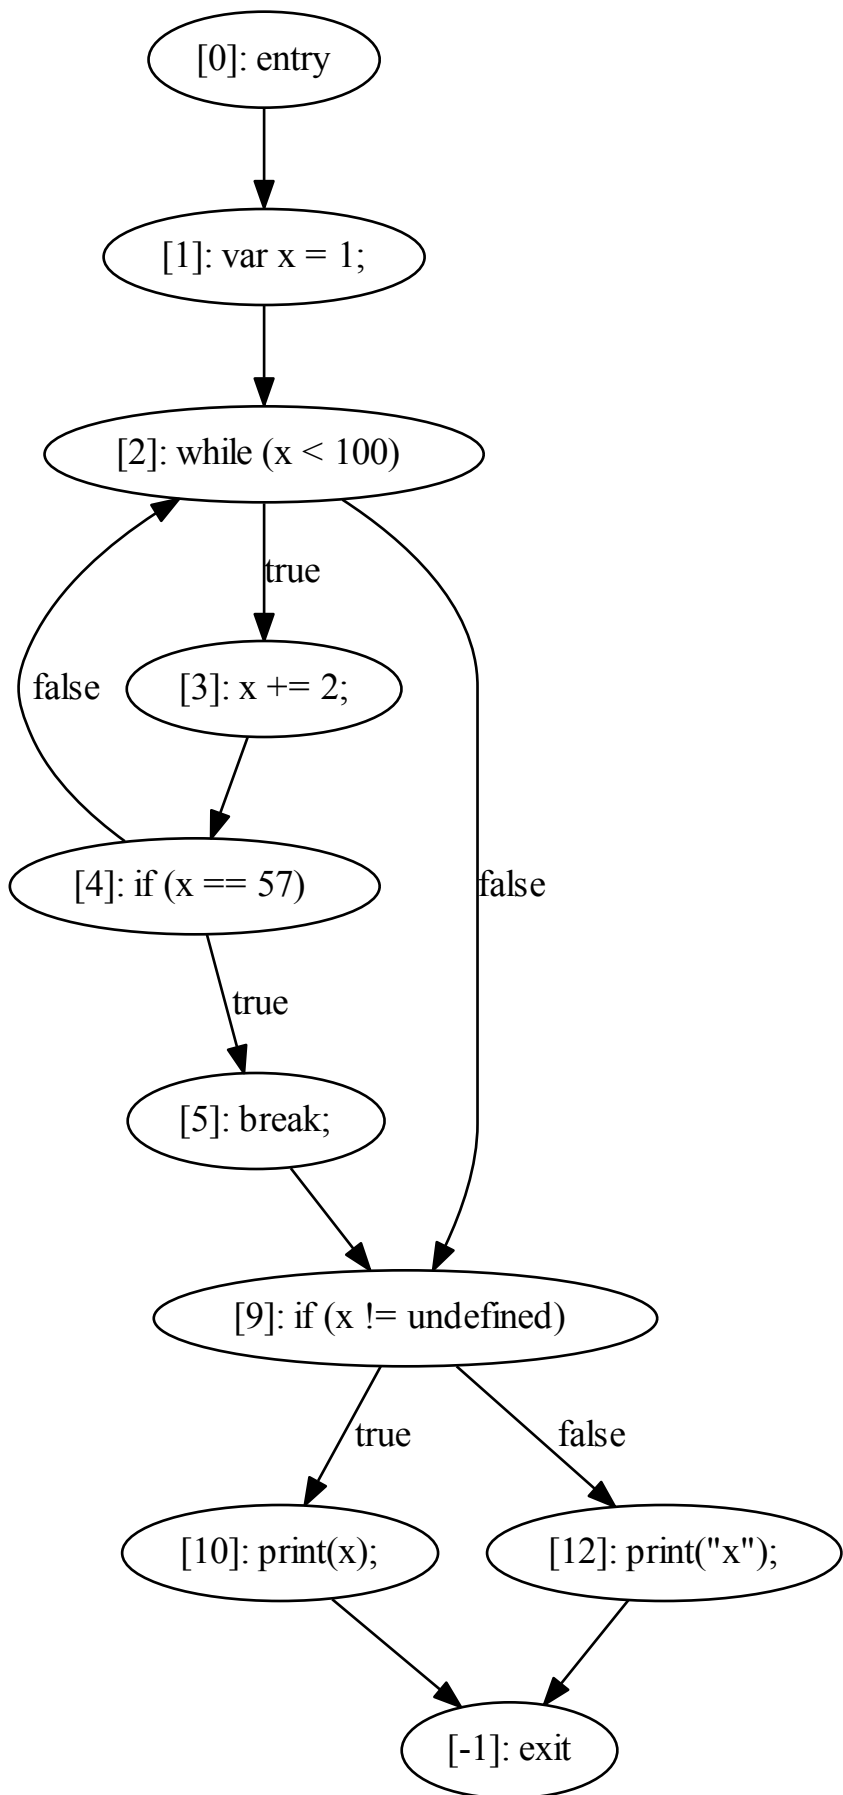 [0]: entry
[1]: var x = 1;
[2]: while (x < 100)
true
[3]: x += 2;
false
[4]: if (x == 57)
false
true
[5]: break;
[9]: if (x != undefined)
true
false
[10]: print(x);
[12]: print("x");
[-1]: exit